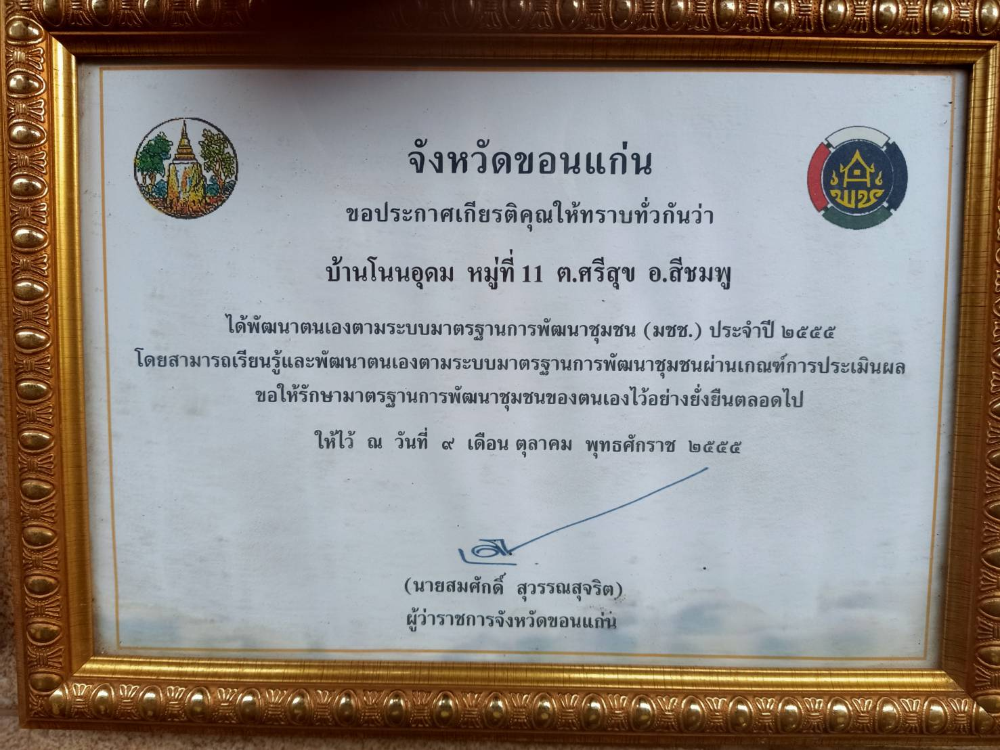 จังหวัดขอนแก่น
พช
ขอประกาศเกียรติคุณให้ทราบทั่วกันว่า
บ้านโนนอุดม หมู่ที่ 11 ต.ศรีสุข อ.สีชมพู
ได้พัฒนาตนเองตามระบบมาตรฐานการพัฒนาชุมชน (มชช.) ประจำปี ๒๕๕๕
โดยสามารถเรียนรู้และพัฒนาตนเองตามระบบมาตรฐานการพัฒนาชุมชนผ่านเกณฑ์การประเมินผล
ขอให้รักษามาตรฐานการพัฒนาชุมชนของตนเองไว้อย่างยั่งยืนตลอดไป
ให้ไว้ ณ วันที่ ๙ เดือน ตุลาคม พุทธศักราช ๒๕๕๕
(นายสมศักดิ์ สุวรรณสุจริต)
ผู้ว่าราชการจังหวัดขอนแก่น